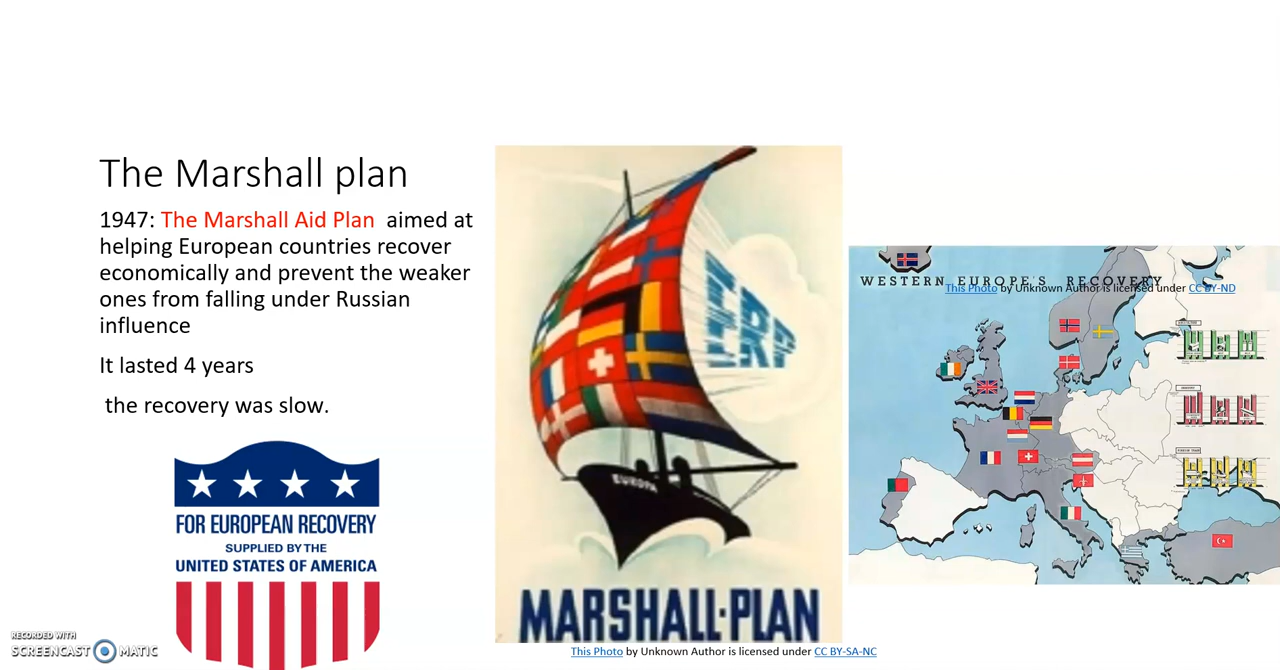 The Marshall plan
1947: The Marshall Aid Plan aimed at
helping European countries recover
economically and prevent the weaker
ones from falling under Russian
influence
It lasted 4 years
the recovery was slow.
FOR EUROPEAN RECOVERY
SUPPLIED BY THE
UNITED STATES OF AMERICA
ERP
EUROPA
MARSHALL-PLAN
This Photo by Unknown Author is licensed under CC BY-SA-NC
WESTERN EUROPE'S RECOVERY
This Photo by Unknown Author is licensed under CC BY-ND
RECORDED WITH
SCREENCAST MATIC